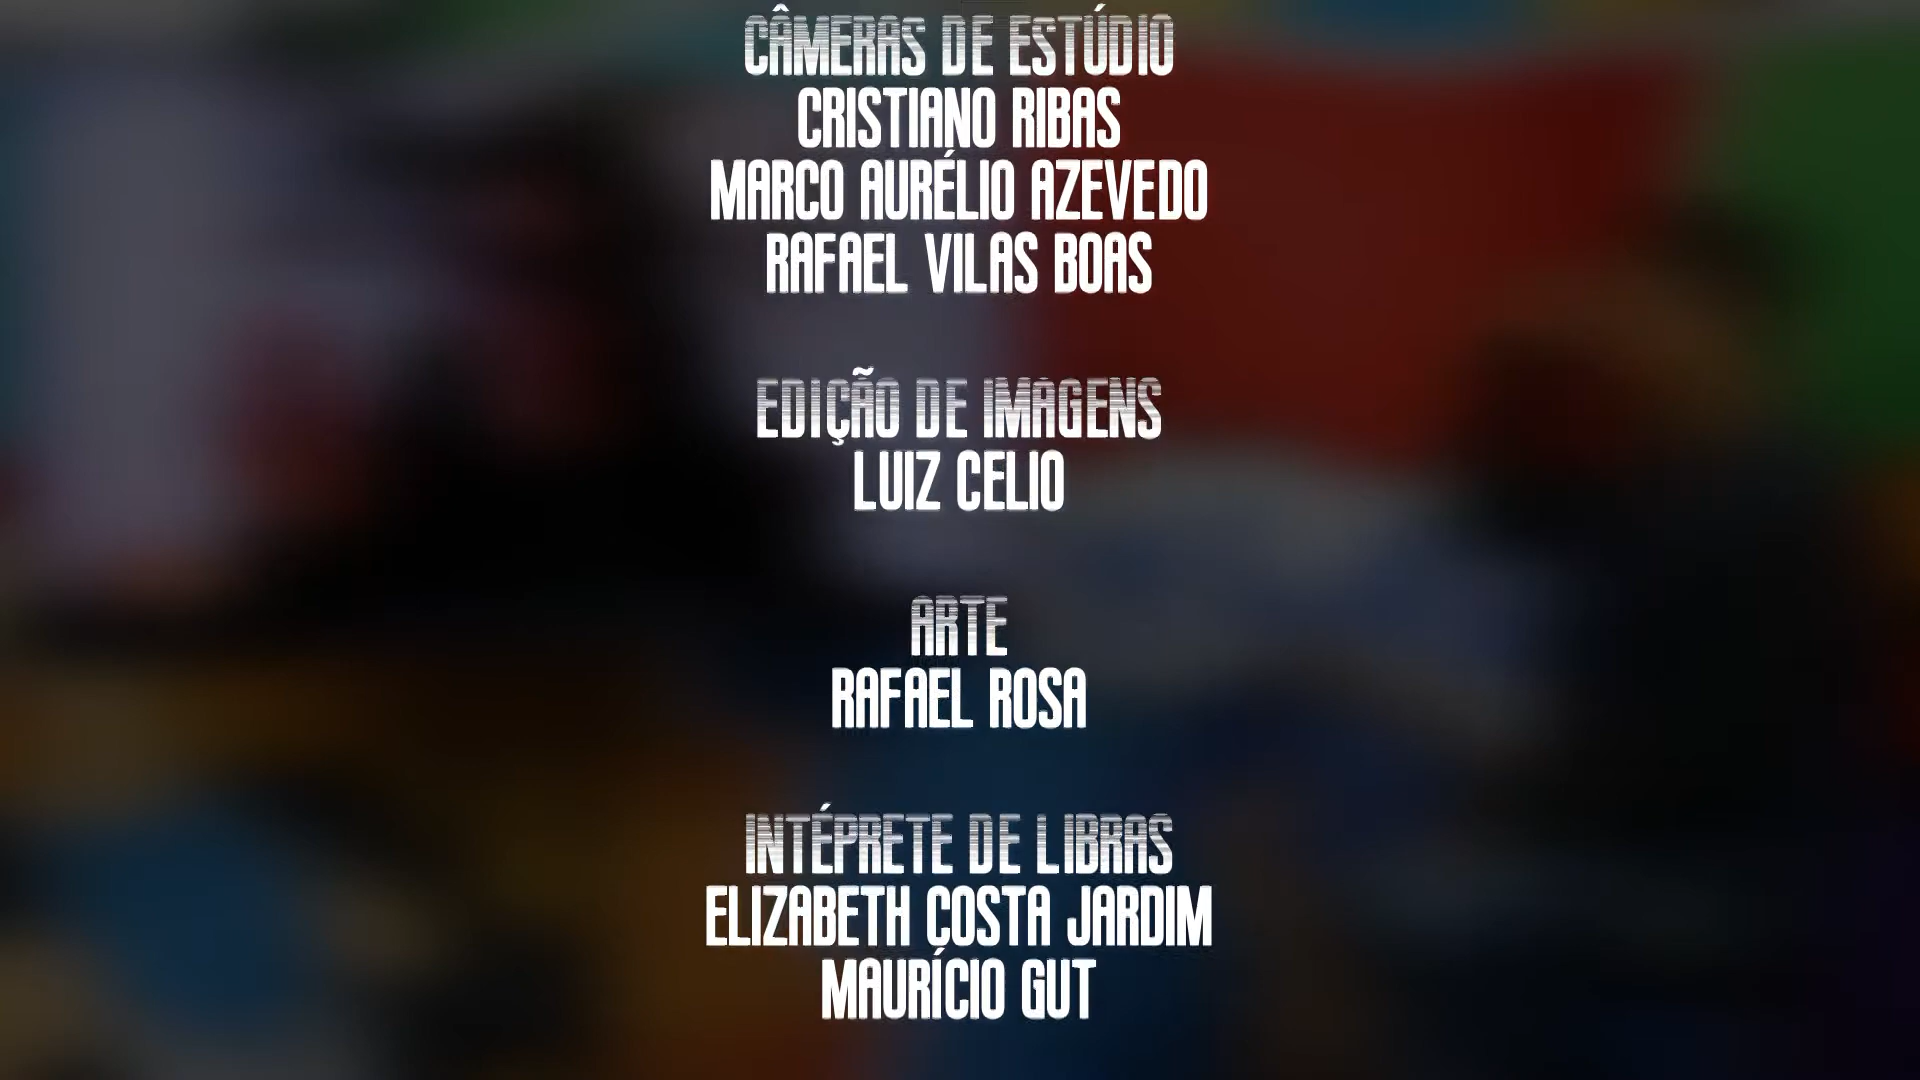 CÂMERAS DE ESTÚDIO
CRISTIANO RIBAS
MARCO AURÉLIO AZEVEDO
RAFAEL VILAS BOAS
EDIÇÃO DE IMAGENS
LUIZ CELIO
ARTE
RAFAEL ROSA
INTÉPRETE DE LIBRAS
ELIZABETH COSTA JARDIM
MAURÍCIO GUT